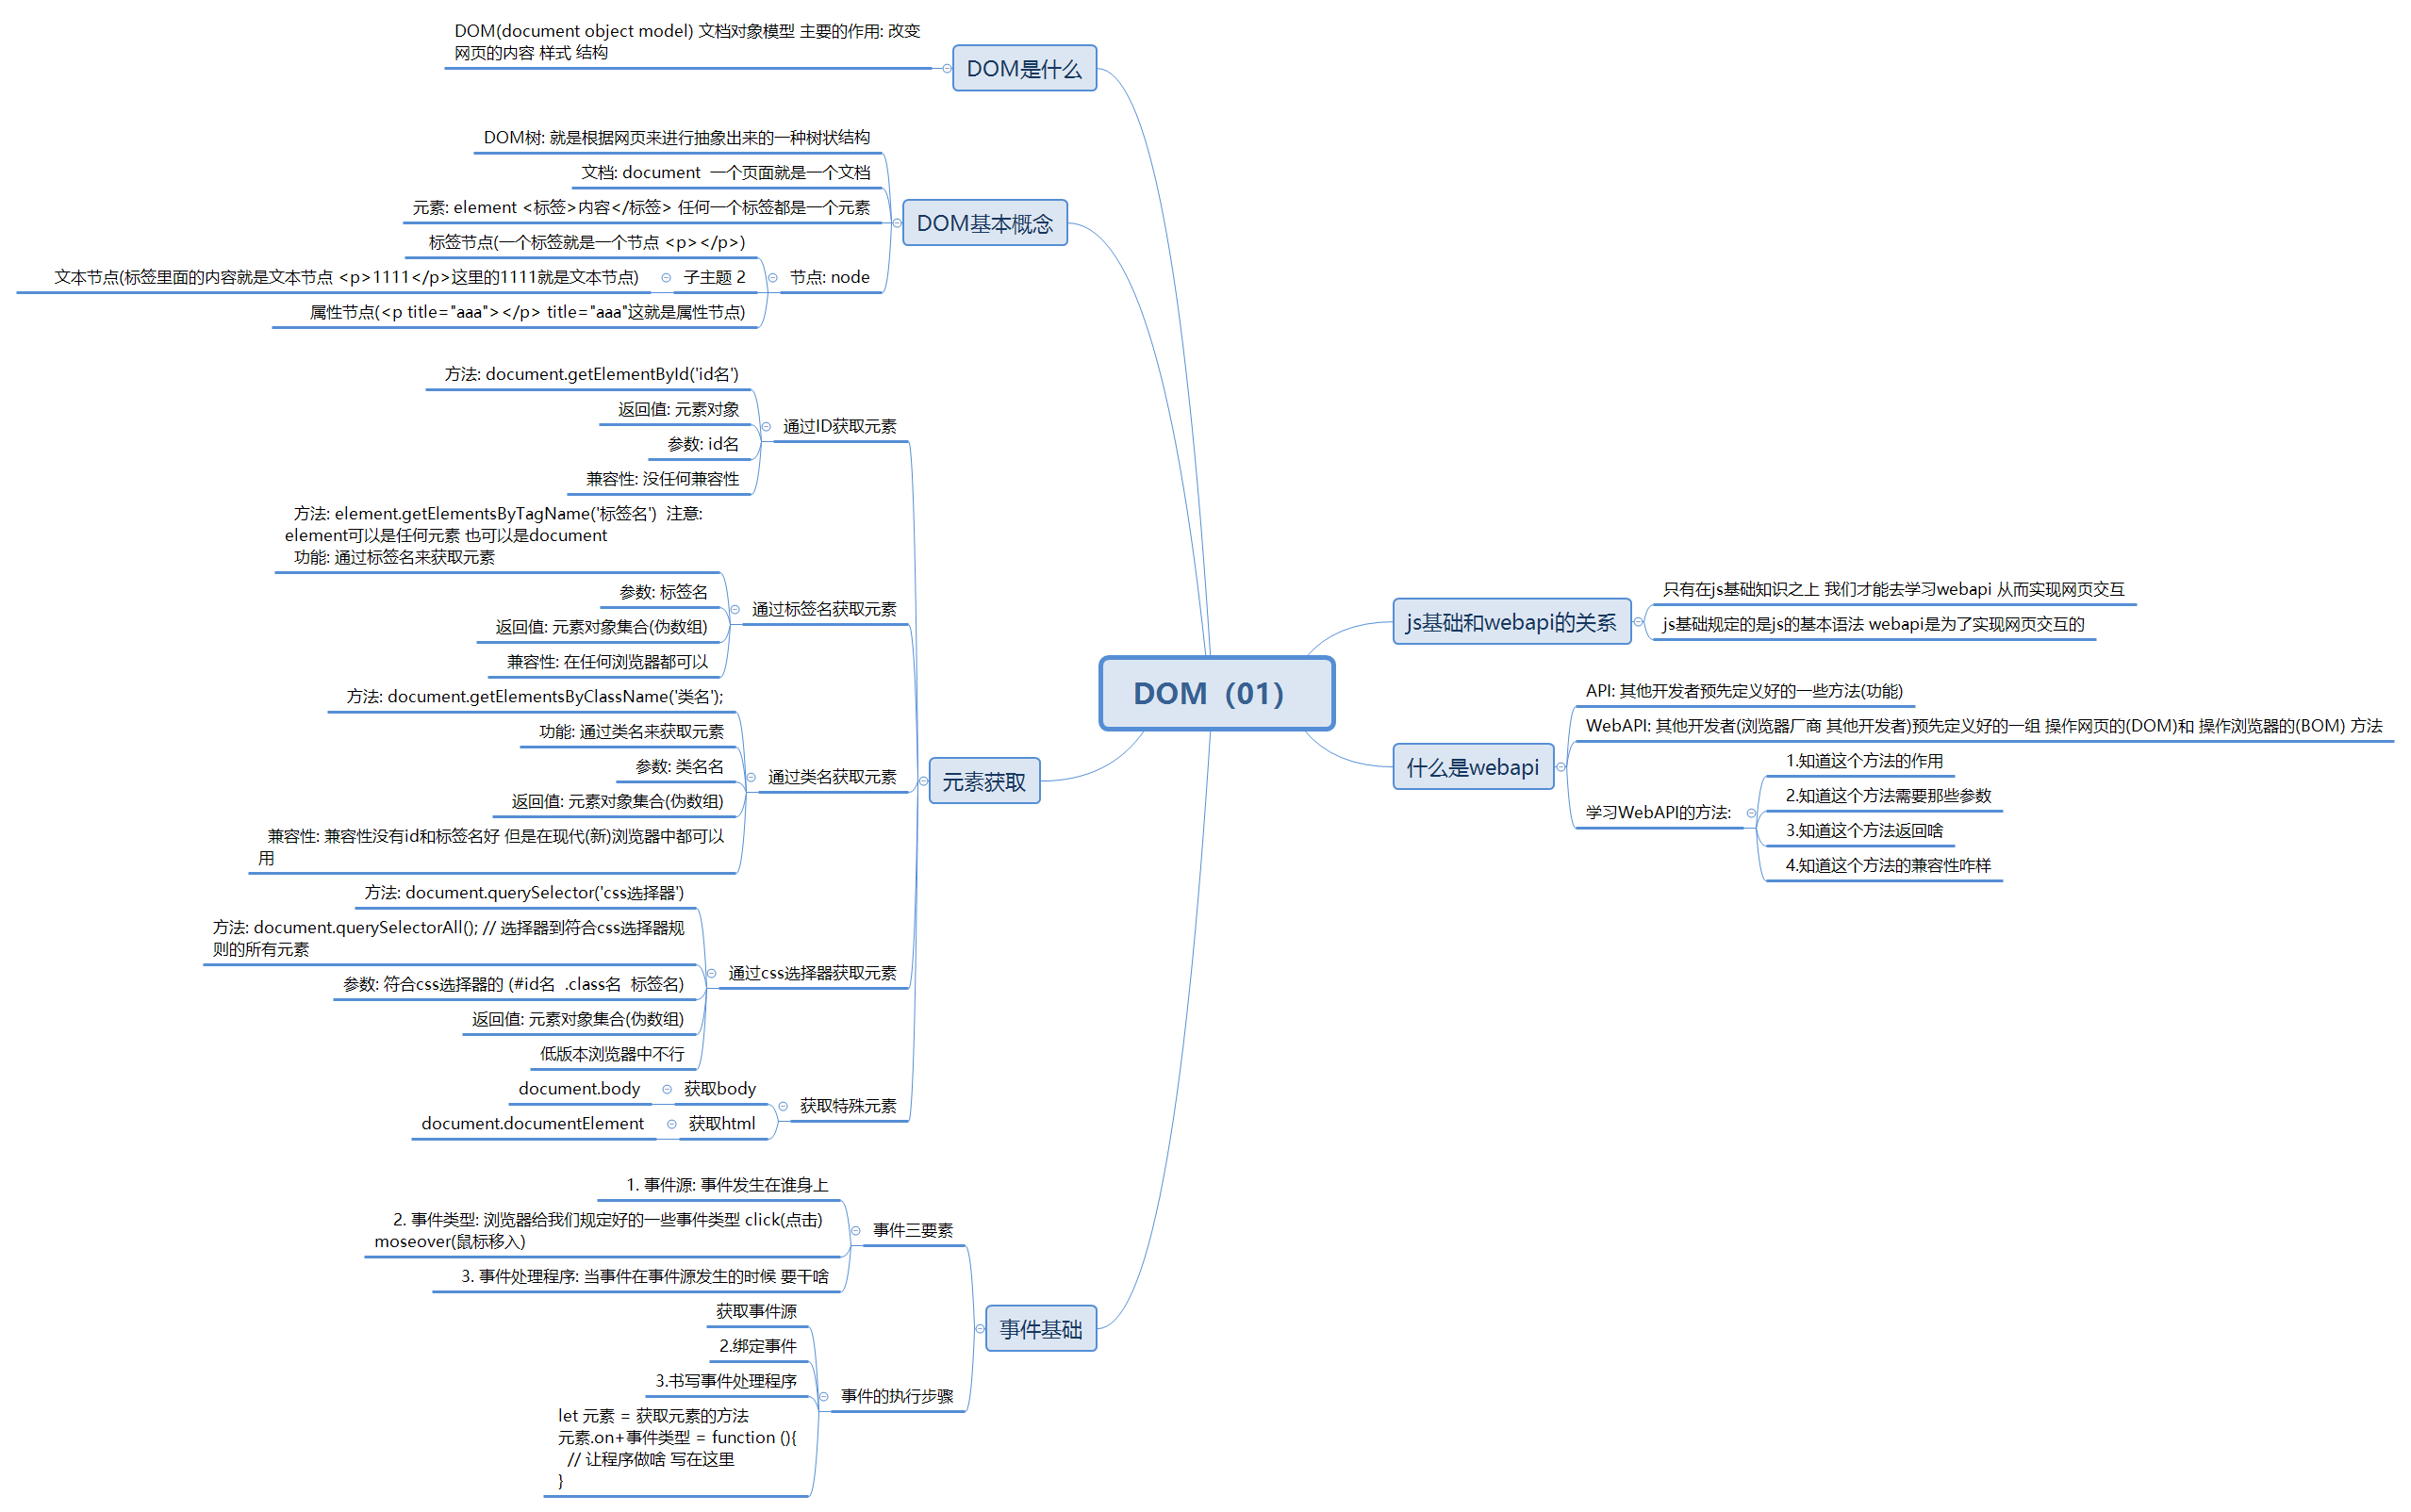 DOM（01）
js基础和webapi的关系
只有在js基础知识之上 我们才能去学习webapi 从而实现网页交互
js基础规定的是js的基本语法 webapi是为了实现网页交互的
什么是webapi
API: 其他开发者预先定义好的一些方法(功能)
WebAPI: 其他开发者(浏览器厂商 其他开发者)预先定义好的一组 操作网页的(DOM)和 操作浏览器的(BOM) 方法
学习WebAPI的方法:
1.知道这个方法的作用
2.知道这个方法需要那些参数
3.知道这个方法返回啥
4.知道这个方法的兼容性咋样
DOM是什么
DOM(document object model) 文档对象模型 主要的作用: 改变
网页的内容 样式 结构
DOM基本概念
DOM树: 就是根据网页来进行抽象出来的一种树状结构
文档: document  一个页面就是一个文档
元素: element <标签>内容</标签> 任何一个标签都是一个元素
节点: node
标签节点(一个标签就是一个节点 <p></p>)
子主题 2
文本节点(标签里面的内容就是文本节点 <p>1111</p>这里的1111就是文本节点)
属性节点(<p title="aaa"></p> title="aaa"这就是属性节点)
元素获取
通过ID获取元素
方法: document.getElementById('id名')
返回值: 元素对象
参数: id名
兼容性: 没任何兼容性
通过标签名获取元素
方法: element.getElementsByTagName('标签名')  注意:
element可以是任何元素 也可以是document
功能: 通过标签名来获取元素
参数: 标签名
返回值: 元素对象集合(伪数组)
兼容性: 在任何浏览器都可以
通过类名获取元素
方法: document.getElementsByClassName('类名');
功能: 通过类名来获取元素
参数: 类名名
返回值: 元素对象集合(伪数组)
兼容性: 兼容性没有id和标签名好 但是在现代(新)浏览器中都可以
用
通过css选择器获取元素
方法: document.querySelector('css选择器')
方法: document.querySelectorAll(); // 选择器到符合css选择器规
则的所有元素
参数: 符合css选择器的 (#id名  .class名  标签名)
返回值: 元素对象集合(伪数组)
低版本浏览器中不行
获取特殊元素
获取body
document.body
获取html
document.documentElement
事件基础
事件三要素
1. 事件源: 事件发生在谁身上
2. 事件类型: 浏览器给我们规定好的一些事件类型 click(点击)
moseover(鼠标移入)
3. 事件处理程序: 当事件在事件源发生的时候 要干啥
事件的执行步骤
获取事件源
2.绑定事件
3.书写事件处理程序
let 元素 = 获取元素的方法
元素.on+事件类型 = function (){
// 让程序做啥 写在这里
}